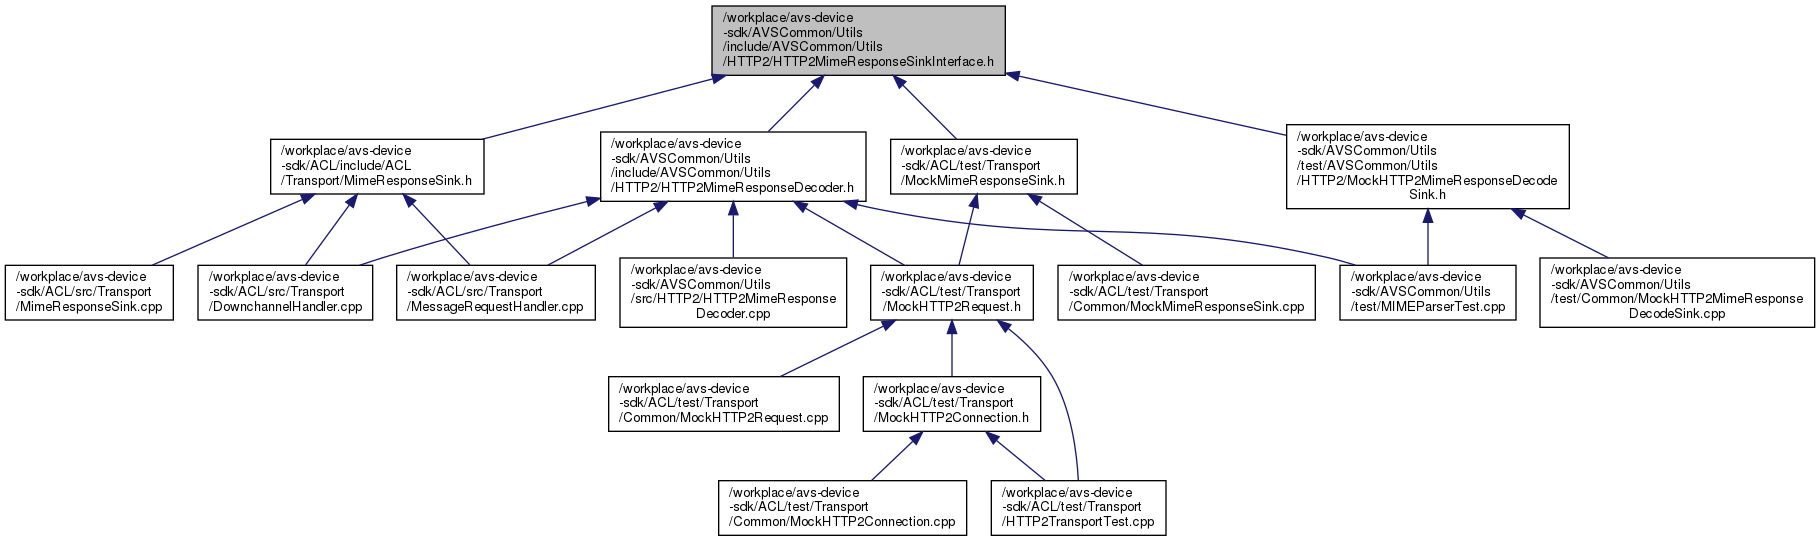 /workplace/avs-device
-sdk/AVSCommon/Utils
/include/AVSCommon/Utils
/HTTP2/HTTP2MimeResponseSinkInterface.h
/workplace/avs-device
-sdk/ACL/include/ACL
/Transport/MimeResponseSink.h
/workplace/avs-device
-sdk/AVSCommon/Utils
/include/AVSCommon/Utils
/HTTP2/HTTP2MimeResponseDecoder.h
/workplace/avs-device
-sdk/ACL/test/Transport
/MockMimeResponseSink.h
/workplace/avs-device
-sdk/AVSCommon/Utils
/test/AVSCommon/Utils
/HTTP2/MockHTTP2MimeResponseDecode
Sink.h
/workplace/avs-device
-sdk/ACL/src/Transport
/MimeResponseSink.cpp
/workplace/avs-device
-sdk/ACL/src/Transport
/DownchannelHandler.cpp
/workplace/avs-device
-sdk/ACL/src/Transport
/MessageRequestHandler.cpp
/workplace/avs-device
-sdk/AVSCommon/Utils
/src/HTTP2/HTTP2MimeResponse
Decoder.cpp
/workplace/avs-device
-sdk/ACL/test/Transport
/MockHTTP2Request.h
/workplace/avs-device
-sdk/ACL/test/Transport
/Common/MockMimeResponseSink.cpp
/workplace/avs-device
-sdk/AVSCommon/Utils
/test/MIMEParserTest.cpp
/workplace/avs-device
-sdk/AVSCommon/Utils
/test/Common/MockHTTP2MimeResponse
DecodeSink.cpp
/workplace/avs-device
-sdk/ACL/test/Transport
/Common/MockHTTP2Request.cpp
/workplace/avs-device
-sdk/ACL/test/Transport
/MockHTTP2Connection.h
/workplace/avs-device
-sdk/ACL/test/Transport
/Common/MockHTTP2Connection.cpp
/workplace/avs-device
-sdk/ACL/test/Transport
/HTTP2TransportTest.cpp